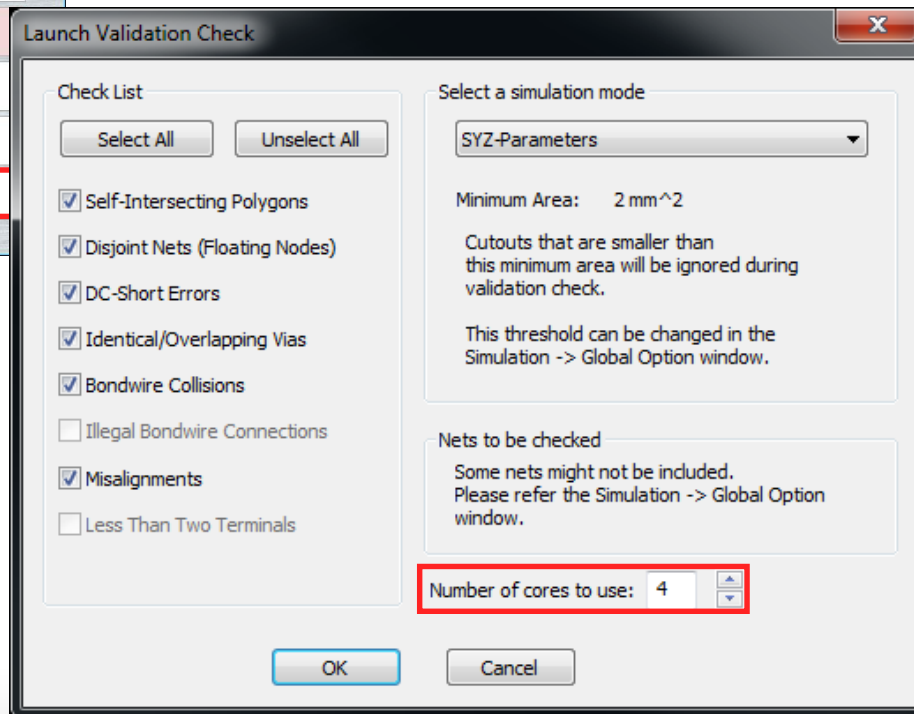 Launch Validation Check
Check List
Select All
Unselect All
Self-Intersecting Polygons
Disjoint Nets (Floating Nodes)
DC-Short Errors
Identical/Overlapping Vias
Bondwire Collisions
Illegal Bondwire Connections
Misalignments
Less Than Two Terminals
Select a simulation mode
SYZ-Parameters
Minimum Area: 2 mm^2
Cutouts that are smaller than
this minimum area will be ignored during
validation check.
This threshold can be changed in the
Simulation -> Global Option window.
Nets to be checked
Some nets might not be included.
Please refer the Simulation -> Global Option
window.
Number of cores to use: 4
OK
Cancel